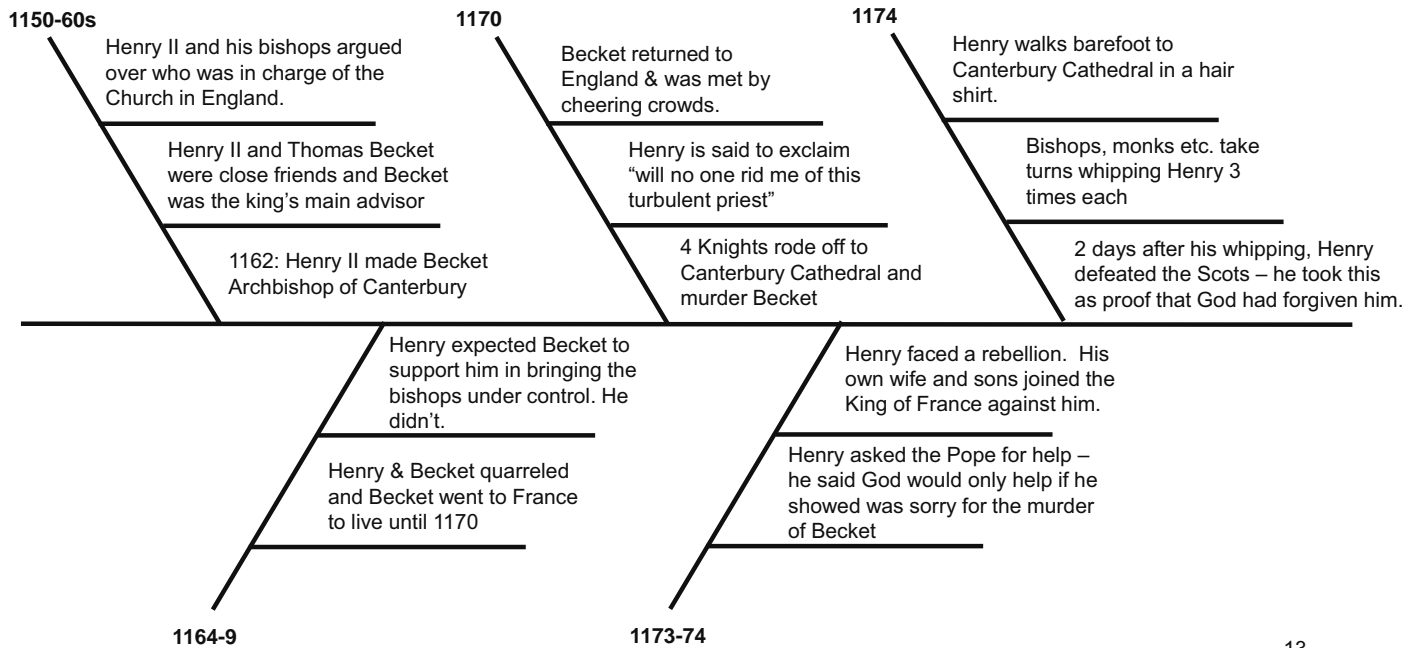 1150-60s
Henry II and his bishops argued
over who was in charge of the
Church in England.
Henry II and Thomas Becket
were close friends and Becket
was the king’s main advisor
1162: Henry II made Becket
Archbishop of Canterbury
Henry expected Becket to
support him in bringing the
bishops under control. He
didn’t.
Henry & Becket quarreled
and Becket went to France
to live until 1170
1164-9
1170
Becket returned to
England & was met by
cheering crowds.
Henry is said to exclaim
“will no one rid me of this
turbulent priest”
4 Knights rode off to
Canterbury Cathedral and
murder Becket
Henry faced a rebellion.  His
own wife and sons joined the
King of France against him.
Henry asked the Pope for help –
he said God would only help if he
showed was sorry for the murder
of Becket
1173-74
1174
Henry walks barefoot to
Canterbury Cathedral in a hair
shirt.
Bishops, monks etc. take
turns whipping Henry 3
times each
2 days after his whipping, Henry
defeated the Scots – he took this
as proof that God had forgiven him.
13